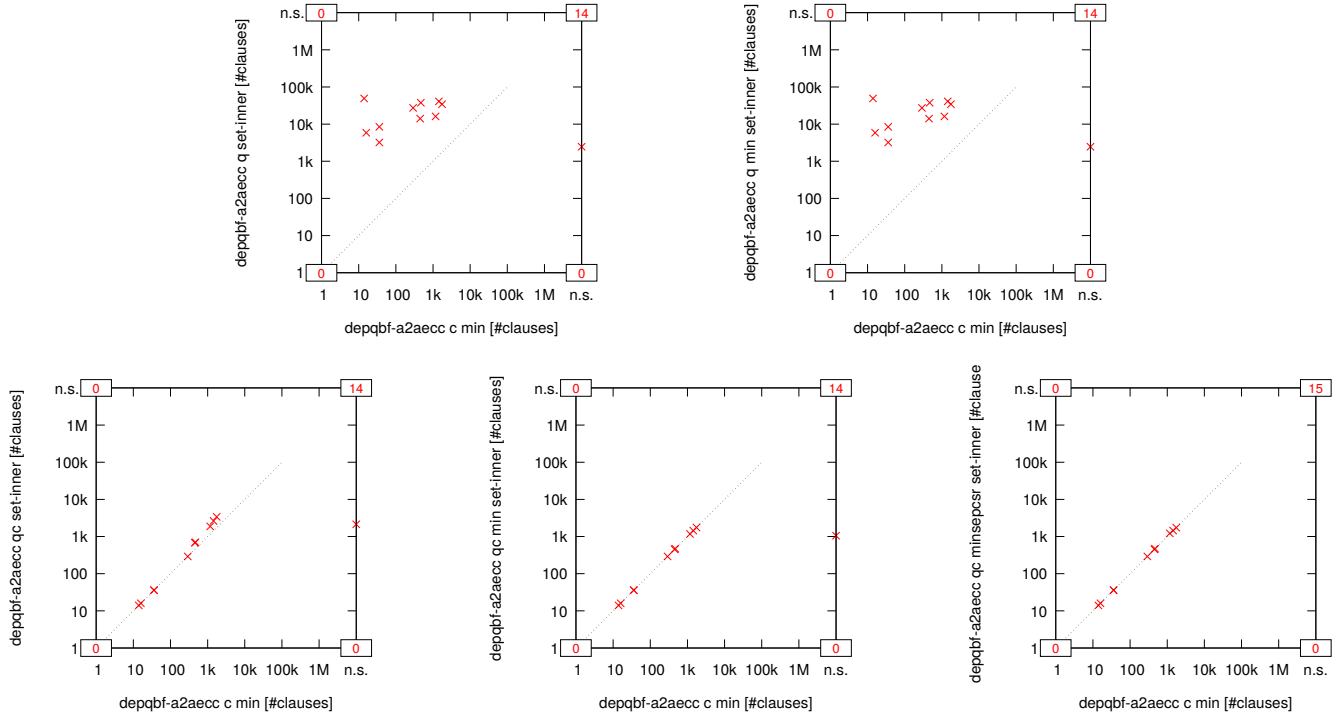 depqbf-a2aecc q set-inner [#clauses]
n.s.
0
14
1M
100k
10k
1k
100
10
1
0
0
1
10
100
1k
10k
100k
1M
n.s.
depqbf-a2aecc c min [#clauses]
depqbf-a2aecc q min set-inner [#clauses]
n.s.
0
14
1M
100k
10k
1k
100
10
1
0
0
1
10
100
1k
10k
100k
1M
n.s.
depqbf-a2aecc c min [#clauses]
depqbf-a2aecc qc set-inner [#clauses]
n.s.
0
14
1M
100k
10k
1k
100
10
1
0
0
1
10
100
1k
10k
100k
1M
n.s.
depqbf-a2aecc c min [#clauses]
depqbf-a2aecc qc min set-inner [#clauses]
n.s.
0
14
1M
100k
10k
1k
100
10
1
0
0
1
10
100
1k
10k
100k
1M
n.s.
depqbf-a2aecc c min [#clauses]
depqbf-a2aecc qc minsepcsr set-inner [#clause
n.s.
0
15
1M
100k
10k
1k
100
10
1
0
0
1
10
100
1k
10k
100k
1M
n.s.
depqbf-a2aecc c min [#clauses]